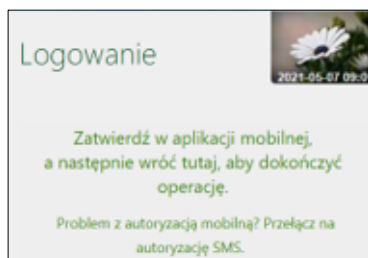 Logowanie
2021-05-07 09:0
Zatwierdź w aplikacji mobilnej,
a następnie wróć tutaj, aby dokończyć
operację.
Problem z autoryzacją mobilną? Przełącz na
autoryzację SMS.